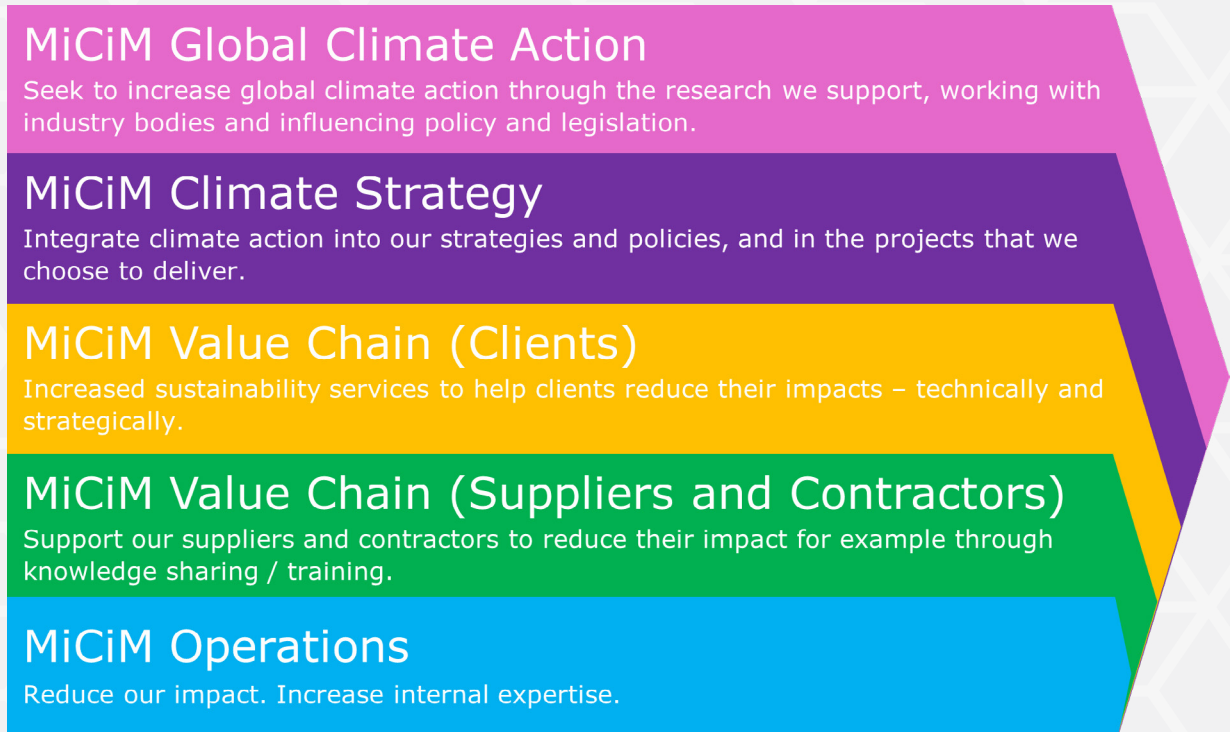 MiCiM Global Climate Action
Seek to increase global climate action through the research we support, working with
industry bodies and influencing policy and legislation.
MiCiM Climate Strategy
Integrate climate action into our strategies and policies, and in the projects that we
choose to deliver.
MiCiM Value Chain (Clients)
Increased sustainability services to help clients reduce their impacts – technically and
strategically.
MiCiM Value Chain (Suppliers and Contractors)
Support our suppliers and contractors to reduce their impact for example through
knowledge sharing / training.
MiCiM Operations
Reduce our impact. Increase internal expertise.